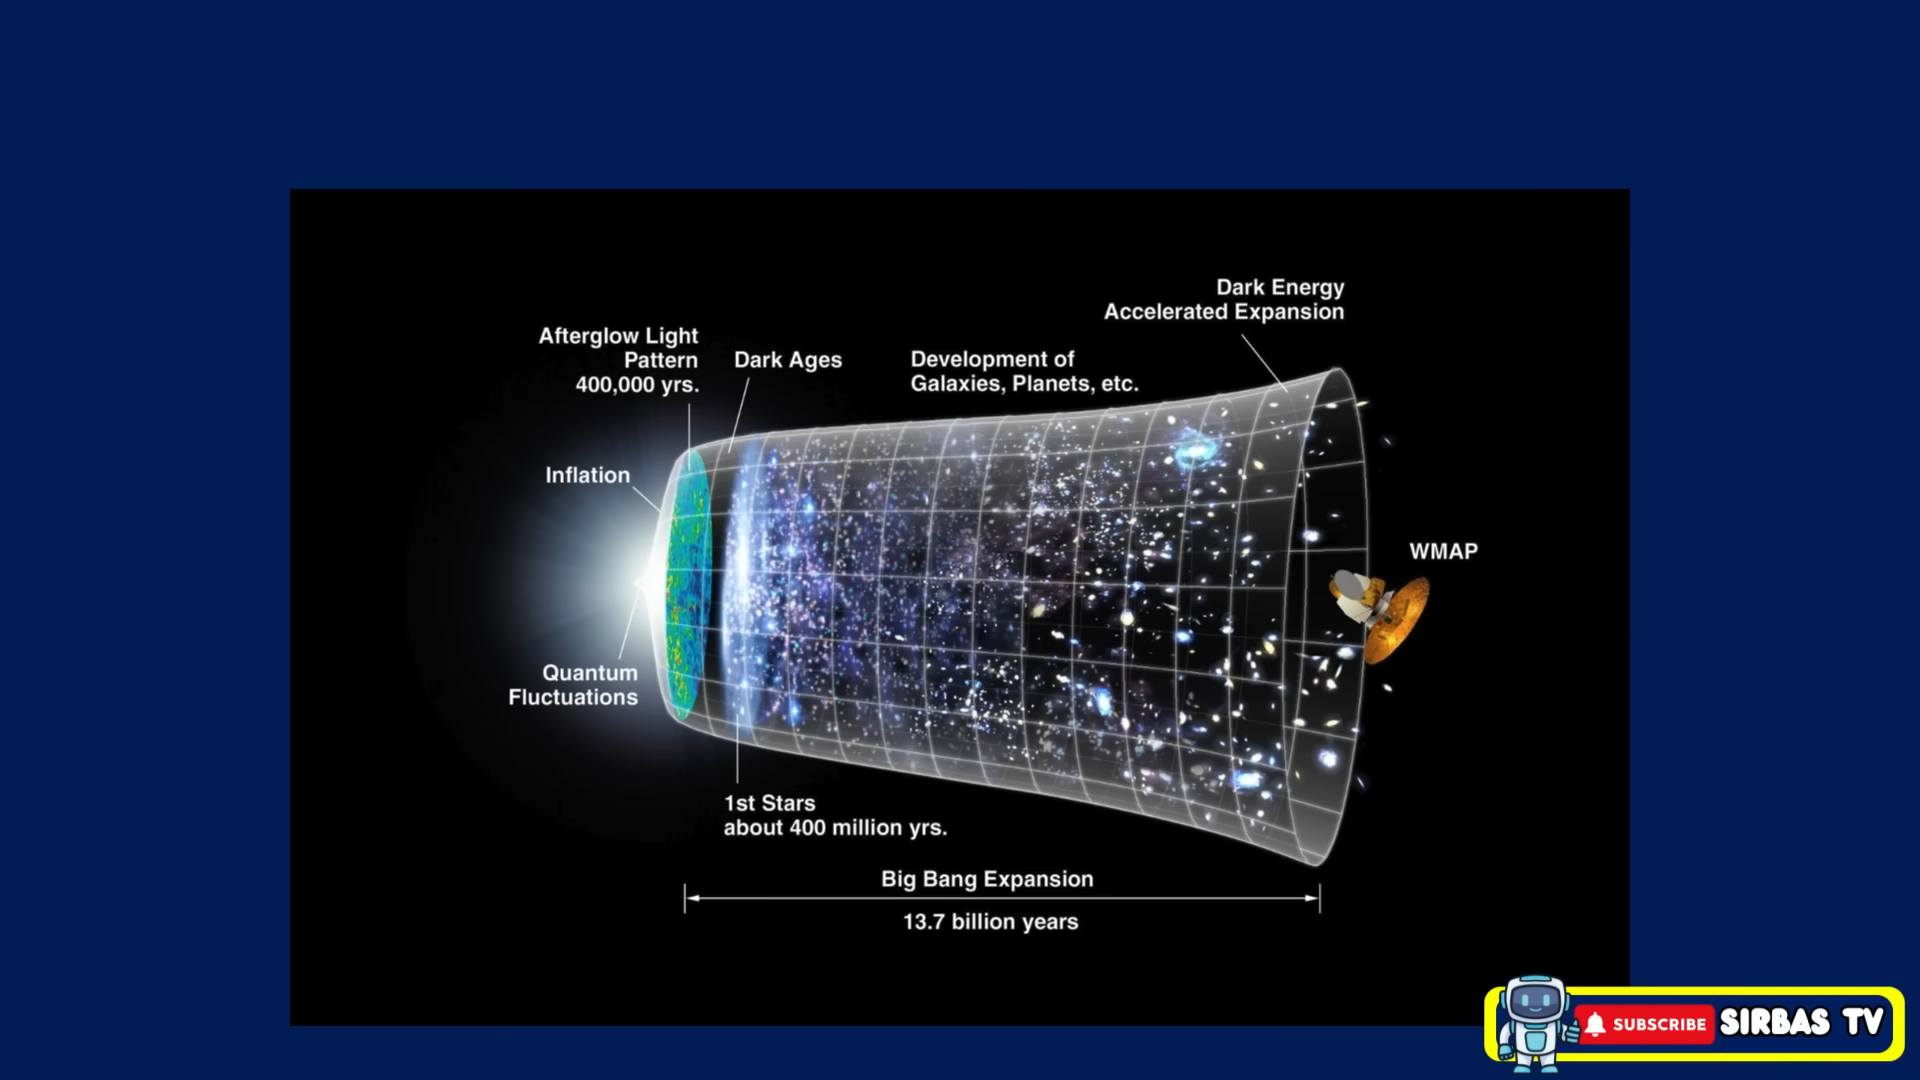 Dark Energy
Accelerated Expansion
Afterglow Light
Pattern
400,000 yrs.
Dark Ages
Development of
Galaxies, Planets, etc.
Inflation
WMAP
Quantum
Fluctuations
1st Stars
about 400 million yrs.
Big Bang Expansion
13.7 billion years
SUBSCRIBE
SIRBAS TV